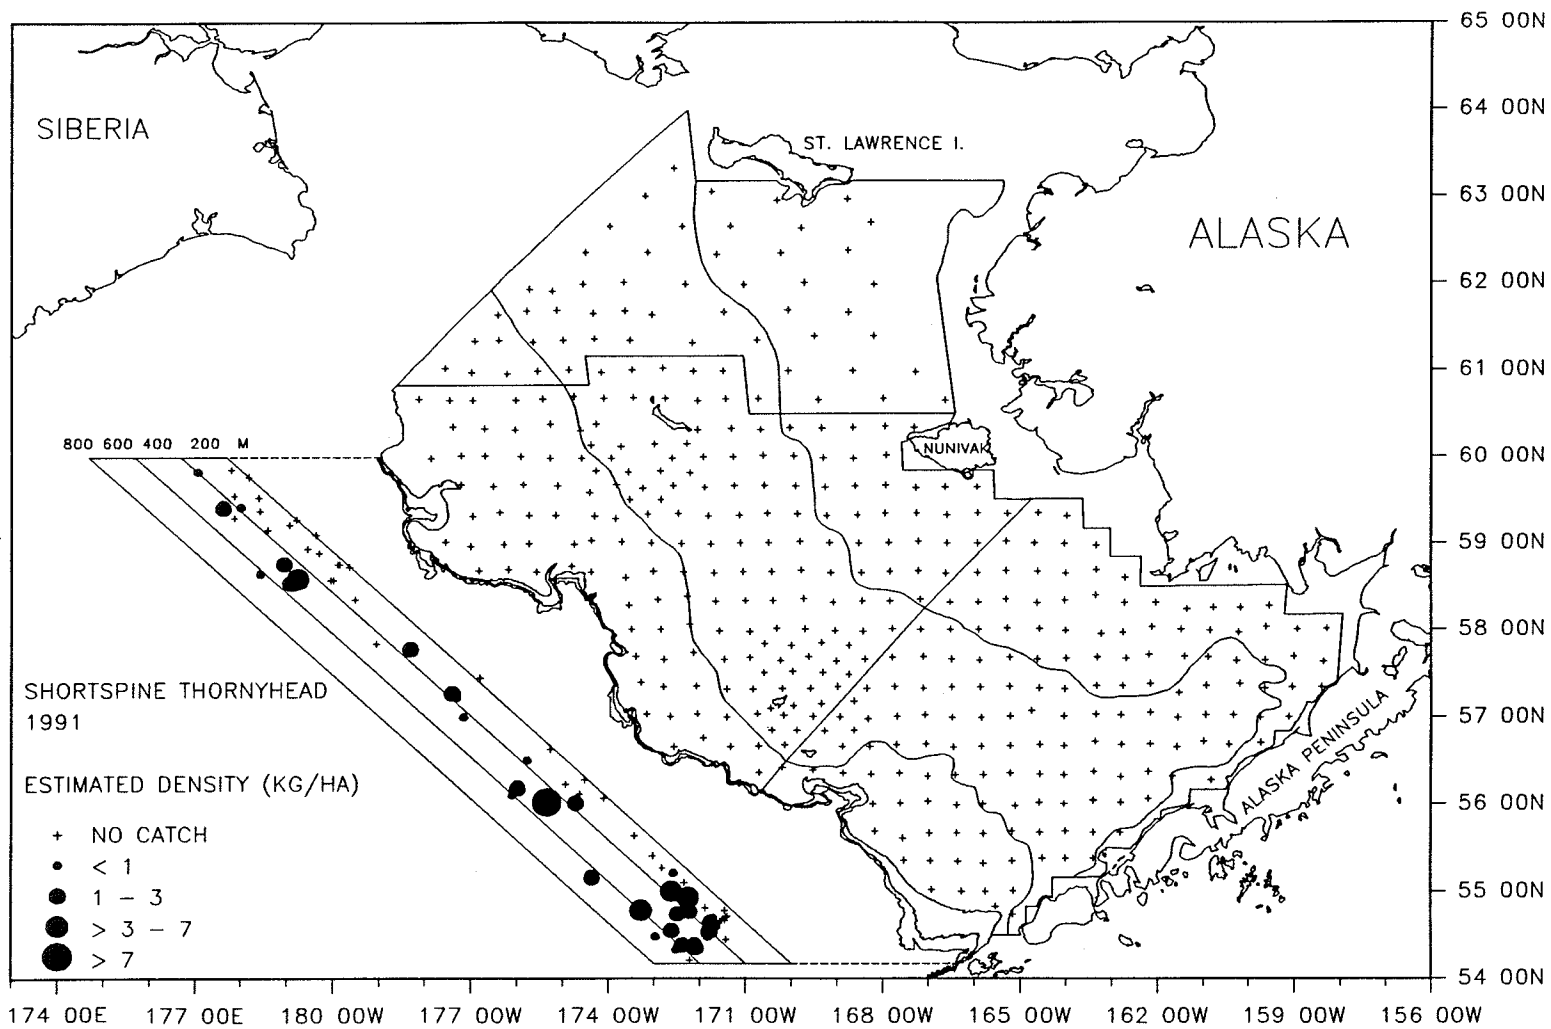 65 00N
64 00N
SIBERIA
ST. LAWRENCE I.
63 00N
ALASKA
62 00N
61 00N
800 600 400 200 M
NUNIVAK
60 00N
59 00N
58 00N
SHORTSPINE THORNYHEAD
1991
57 00N
ALASKA PENINSULA
ESTIMATED DENSITY (KG/HA)
56 00N
+ NO CATCH
< 1
1 - 3
55 00N
> 3 - 7
> 7
54 00N
174 00E 177 00E 180 00W 177 00W 174 00W 171 00W 168 00W 165 00W 162 00W 159 00W 156 00W